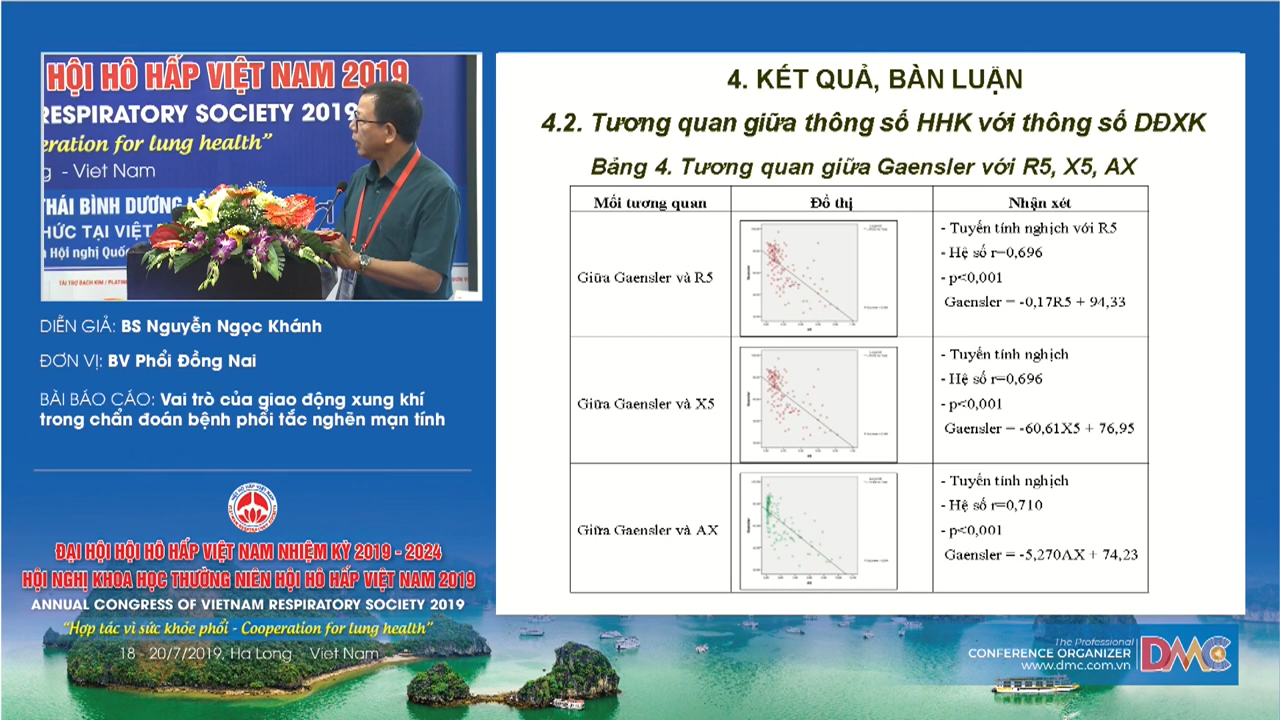 HỘI HÔ HẤP VIỆT NAM 2019
RESPIRATORY SOCIETY 2019
eration for lung health”
g - Viet Nam
THÁI BÌNH DƯƠNG
HỨC TẠI VIỆT
Hội nghị Quốc
TÀI TRỢ BẠCH KIM / PLATIN
DIỄN GIẢ: BS Nguyễn Ngọc Khánh
ĐƠN VỊ: BV Phổi Đồng Nai
BÀI BÁO CÁO: Vai trò của giao động xung khí
trong chẩn đoán bệnh phổi tắc nghẽn mạn tính
HỘI HÔ HẤP VIỆT NAM
ĐẠI HỘI HỘI HÔ HẤP VIỆT NAM NHIỆM KỲ 2019 - 2024
HỘI NGHỊ KHOA HỌC THƯỜNG NIÊN HỘI HÔ HẤP VIỆT NAM 2019
ANNUAL CONGRESS OF VIETNAM RESPIRATORY SOCIETY 2019
“Hợp tác vì sức khỏe phổi - Cooperation for lung health”
18 - 20/7/2019, Ha Long Viet Nam
4. KẾT QUẢ, BÀN LUẬN
4.2. Tương quan giữa thông số HHK với thông số DĐXK
Bảng 4. Tương quan giữa Gaensler với R5, X5, AX
Mối tương quan Đồ thị Nhận xét
Giữa Gaensler và R5
- Tuyến tính nghịch với R5
- Hệ số r=0,696
- p<0,001
Gaensler = -0,17R5 + 94,33
Giữa Gaensler và X5
- Tuyến tính nghịch
- Hệ số r=0,696
- p<0,001
Gaensler = -60,61X5 + 76,95
Giữa Gaensler và AX
- Tuyến tính nghịch
- Hệ số r=0,710
- p<0,001
Gaensler = -5,270AX + 74,23
The Professional
CONFERENCE ORGANIZER
www.dmc.com.vn
DMC